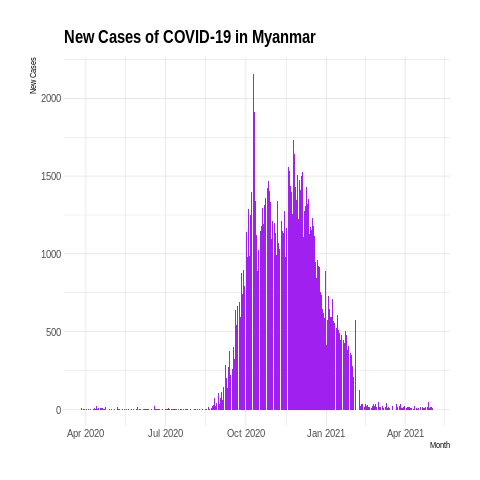 New Cases of COVID-19 in Myanmar
New Cases
2000
1500
1000
500
0
Apr 2020 Jul 2020 Oct 2020 Jan 2021 Apr 2021
Month